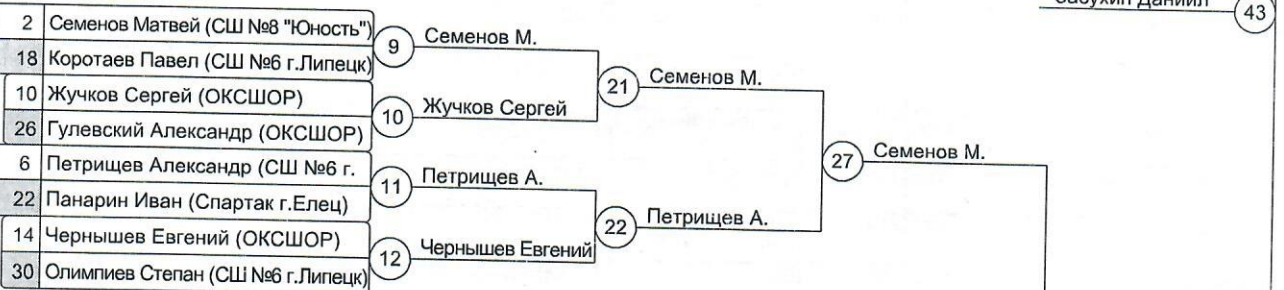 43
2 Семенов Матвей (СШ №8 "Юность")
18 Коротаев Павел (СШ №6 г.Липецк)
9 Семенов М.
10 Жучков Сергей (ОКСШОР)
26 Гулевский Александр (ОКСШОР)
10 Жучков Сергей
21 Семенов М.
6 Петрищев Александр (СШ №6 г.
22 Панарин Иван (Спартак г.Елец)
11 Петрищев А.
14 Чернышев Евгений (ОКСШОР)
30 Олимпиев Степан (СШ №6 г.Липецк)
12 Чернышев Евгений
22 Петрищев А.
27 Семенов М.